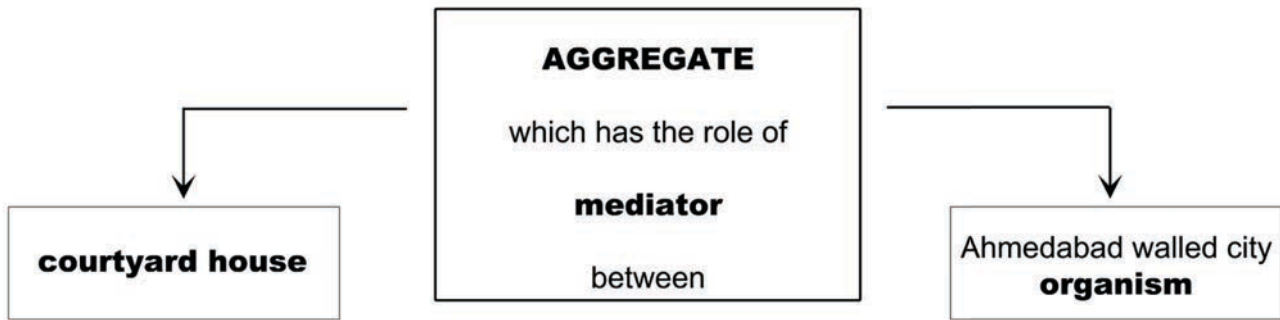 AGGREGATE
which has the role of
mediator
between
courtyard house
Ahmedabad walled city
organism